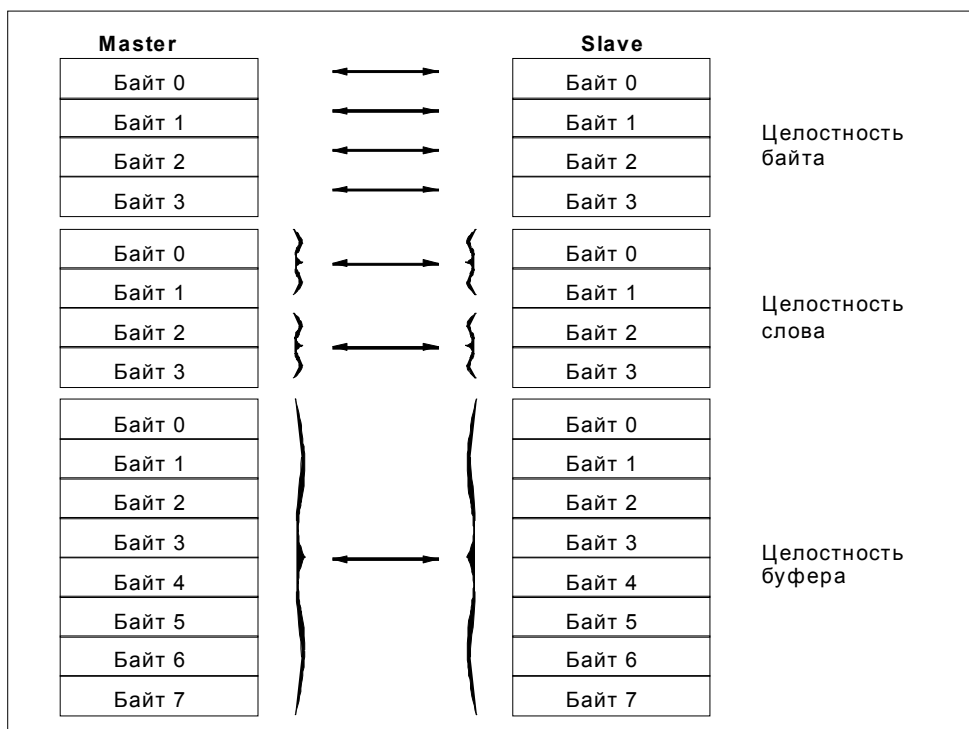 Master Slave
Байт 0 Байт 0
Байт 1 Байт 1
Байт 2 Байт 2
Байт 3 Байт 3
Целостность
байта
Байт 0 Байт 0
Байт 1 Байт 1
Байт 2 Байт 2
Байт 3 Байт 3
Целостность
слова
Байт 0 Байт 0
Байт 1 Байт 1
Байт 2 Байт 2
Байт 3 Байт 3
Байт 4 Байт 4
Байт 5 Байт 5
Байт 6 Байт 6
Байт 7 Байт 7
Целостность
буфера